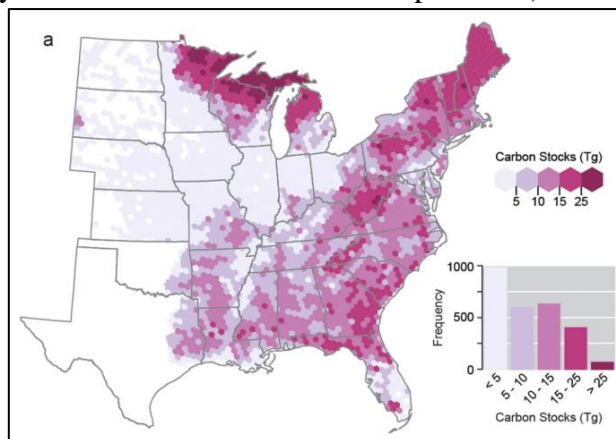 a
Carbon Stocks (Tg)
5 10 15 25
1000
500
0
Frequency
< 5
5 - 10
10 - 15
15 - 25
> 25
Carbon Stocks (Tg)